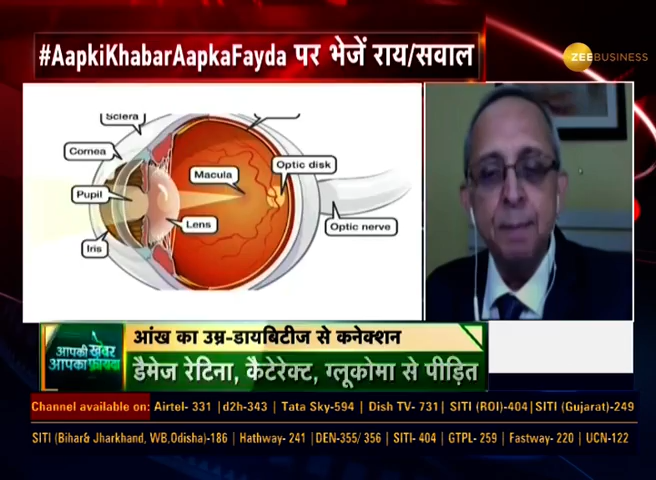 #AapkiKhabarAapkaFayda पर भेजें राय/सवाल
ZEE BUSINESS
Sclera
Cornea
Pupil
Iris
Macula
Lens
Optic disk
Optic nerve
आपकी खबर
आपका फायदा
आंख का उम्र-डायबिटीज से कनेक्शन
डैमेज रेटिना, कैटेरेक्ट, ग्लूकोमा से पीड़ित
Channel available on: Airtel- 331 | d2h-343 | Tata Sky-594 | Dish TV- 731| SITI (ROI)-404| SITI (Gujarat)-249
SITI (Bihar& Jharkhand, WB,Odisha)-186 | Hathway- 241 |DEN-355/ 356 | SITI- 404 | GTPL- 259 | Fastway- 220 | UCN-122